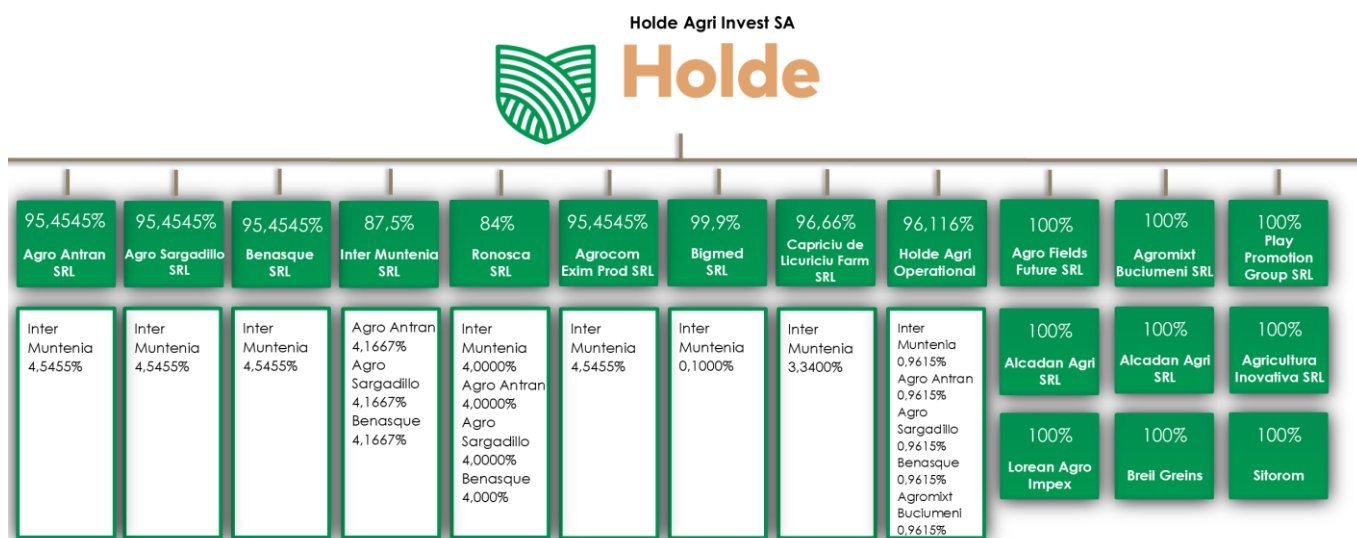 Holde Agri Invest SA
Holde
95,4545%
Agro Antran
SRL
95,4545%
Agro Sargadillo
SRL
95,4545%
Benasque
SRL
87,5%
Inter Muntenia
SRL
84%
Ronosca
SRL
95,4545%
Agrocom
Exim Prod SRL
99,9%
Bigmed
SRL
96,66%
Capriciu de
Licuriciu Farm
SRL
96,116%
Holde Agri
Operational
100%
Agro Fields
Future SRL
100%
Agromixt
Buciumeni SRL
100%
Play
Promotion
Group SRL
Inter
Muntenia
4,5455%
Inter
Muntenia
4,5455%
Inter
Muntenia
4,5455%
Agro Antran
4,1667%
Agro
Sargadillo
4,1667%
Benasque
4,1667%
Inter
Muntenia
4,0000%
Agro Antran
4,0000%
Agro
Sargadillo
4,0000%
Benasque
4,000%
Inter
Muntenia
4,5455%
Inter
Muntenia
0,1000%
Inter
Muntenia
3,3400%
Inter
Muntenia
0,9615%
Agro Antran
0,9615%
Agro
Sargadillo
0,9615%
Benasque
0,9615%
Agromixt
Buciumeni
0,9615%
100%
Alcadan Agri
SRL
100%
Alcadan Agri
SRL
100%
Agricultura
Inovativa SRL
100%
Lorean Agro
Impex
100%
Breil Greins
100%
Sitorom